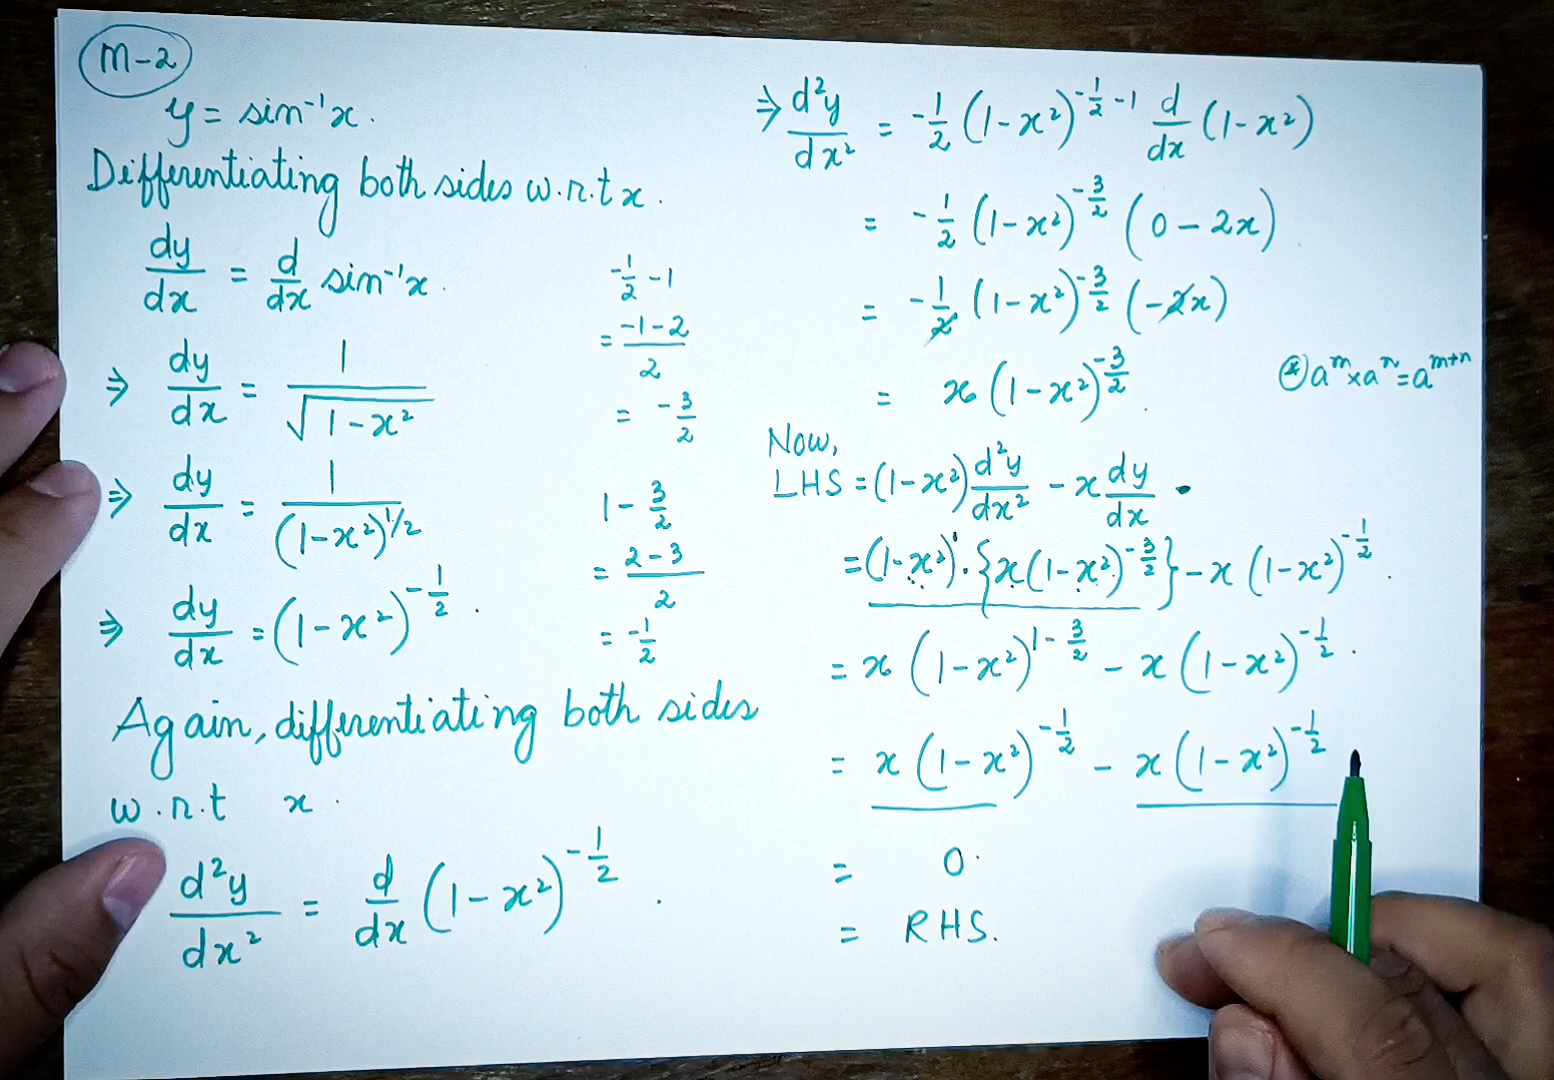 M-2
y = sin⁻¹x.
Differentiating both sides w.r.t x.
dy/dx = d/dx sin⁻¹x.
⇒ dy/dx = 1/√(1-x²)
⇒ dy/dx = 1/(1-x²)^1/2
⇒ dy/dx = (1-x²)^-1/2.
Again, differentiating both sides
w.r.t x.
d²y/dx² = d/dx (1-x²)^-1/2.
-1/2 -1
= (-1-2)/2
= -3/2
1 - 3/2
= (2-3)/2
= -1/2
⇒ d²y/dx² = -1/2 (1-x²)^(-1/2 -1) d/dx (1-x²)
= -1/2 (1-x²)^-3/2 (0-2x)
= -1/2 (1-x²)^-3/2 (-2x)
= x (1-x²)^-3/2.
* a^m × a^n = a^(m+n)
Now,
LHS = (1-x²) d²y/dx² - x dy/dx.
= (1-x²)¹.{x(1-x²)^-3/2} - x (1-x²)^-1/2.
= x (1-x²)^(1-3/2) - x (1-x²)^-1/2.
= x (1-x²)^-1/2 - x (1-x²)^-1/2
= 0.
= RHS.